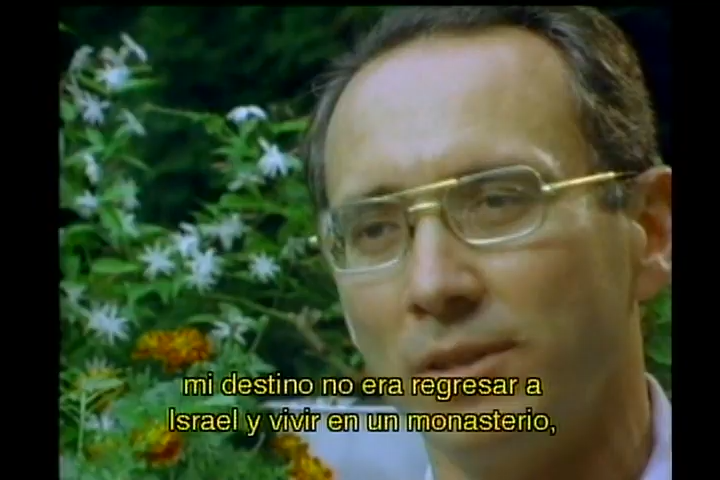 mi destino no era regresar a
Israel y vivir en un monasterio,